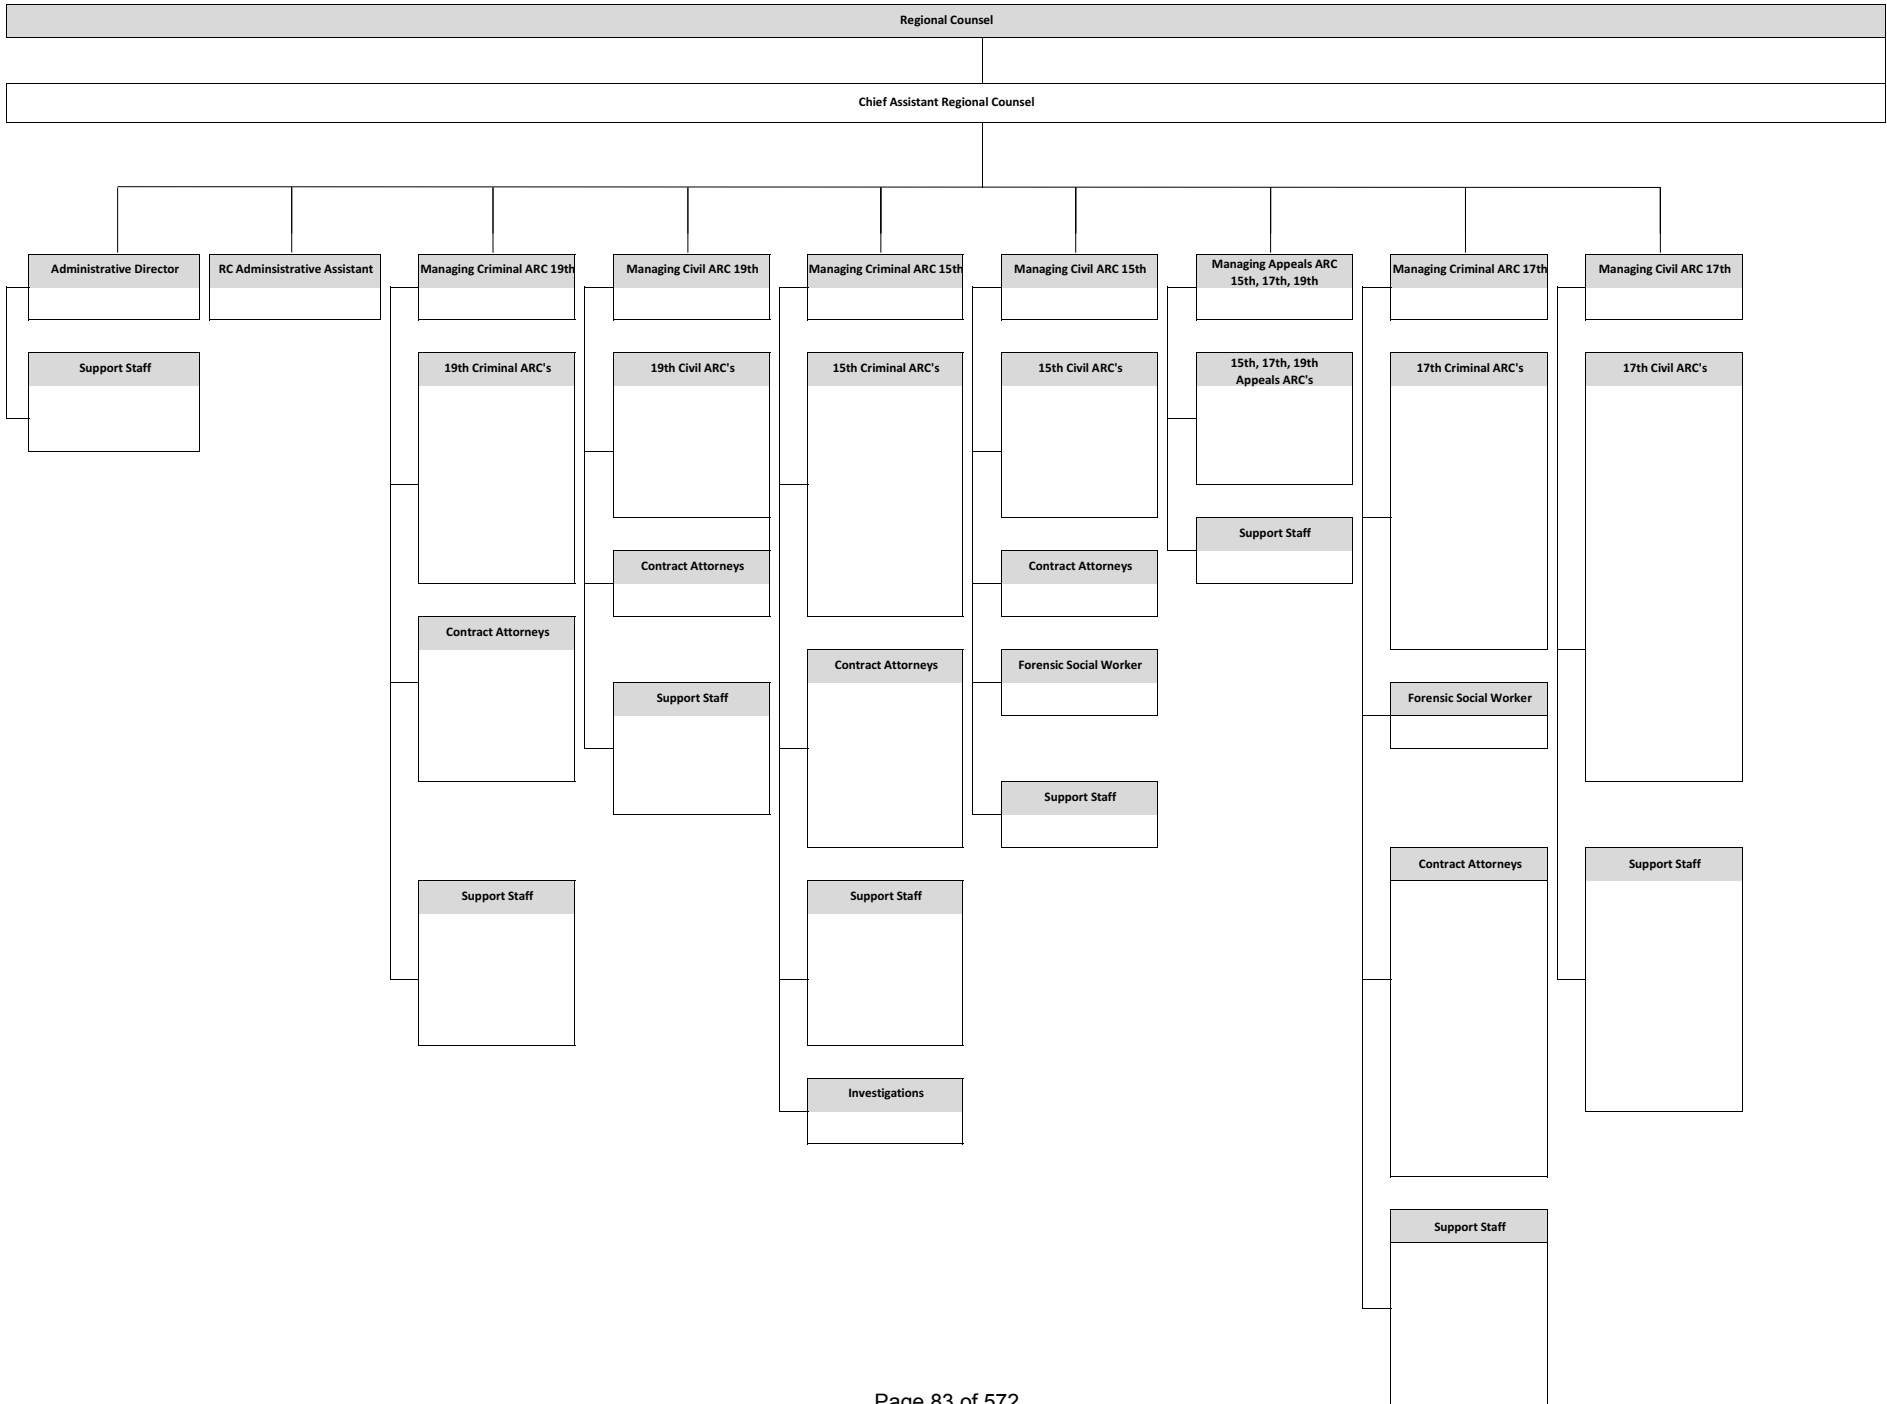 Regional Counsel
Chief Assistant Regional Counsel
Administrative Director
RC Adminsistrative Assistant
Managing Criminal ARC 19th
Managing Civil ARC 19th
Managing Criminal ARC 15th
Managing Civil ARC 15th
Managing Appeals ARC
15th, 17th, 19th
Managing Criminal ARC 17th
Managing Civil ARC 17th
Support Staff
19th Criminal ARC's
19th Civil ARC's
15th Criminal ARC's
15th Civil ARC's
15th, 17th, 19th
Appeals ARC's
17th Criminal ARC's
17th Civil ARC's
Support Staff
Contract Attorneys
Contract Attorneys
Contract Attorneys
Contract Attorneys
Forensic Social Worker
Support Staff
Forensic Social Worker
Support Staff
Contract Attorneys
Support Staff
Support Staff
Support Staff
Investigations
Support Staff
Page 83 of 572